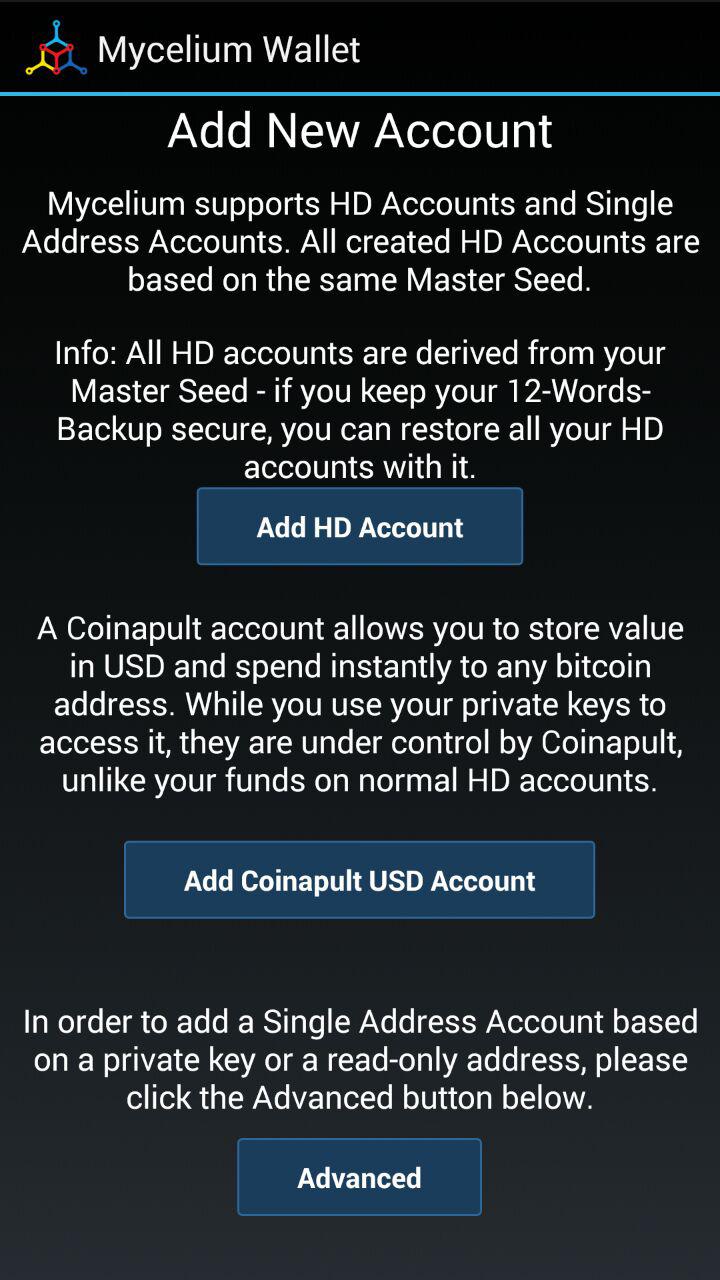 Mycelium Wallet
Add New Account
Mycelium supports HD Accounts and Single
Address Accounts. All created HD Accounts are
based on the same Master Seed.
Info: All HD accounts are derived from your
Master Seed - if you keep your 12-Words-
Backup secure, you can restore all your HD
accounts with it.
Add HD Account
A Coinapult account allows you to store value
in USD and spend instantly to any bitcoin
address. While you use your private keys to
access it, they are under control by Coinapult,
unlike your funds on normal HD accounts.
Add Coinapult USD Account
In order to add a Single Address Account based
on a private key or a read-only address, please
click the Advanced button below.
Advanced